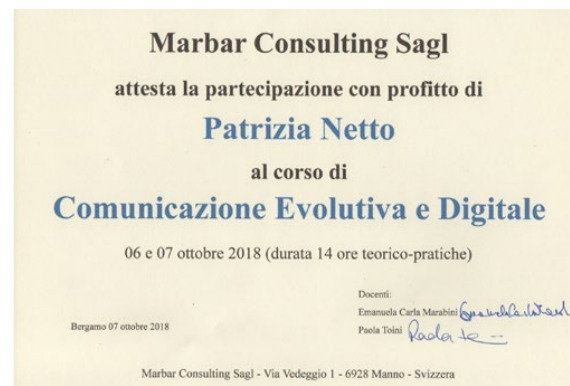 Marbar Consulting Sagl
attesta la partecipazione con profitto di
Patrizia Netto
al corso di
Comunicazione Evolutiva e Digitale
06 e 07 ottobre 2018 (durata 14 ore teorico-pratiche)
Docenti:
Emanuela Carla Marabini
Paola Toini
Bergamo 07 ottobre 2018
Marbar Consulting Sagl - Via Vedeggio 1 - 6928 Manno - Svizzera